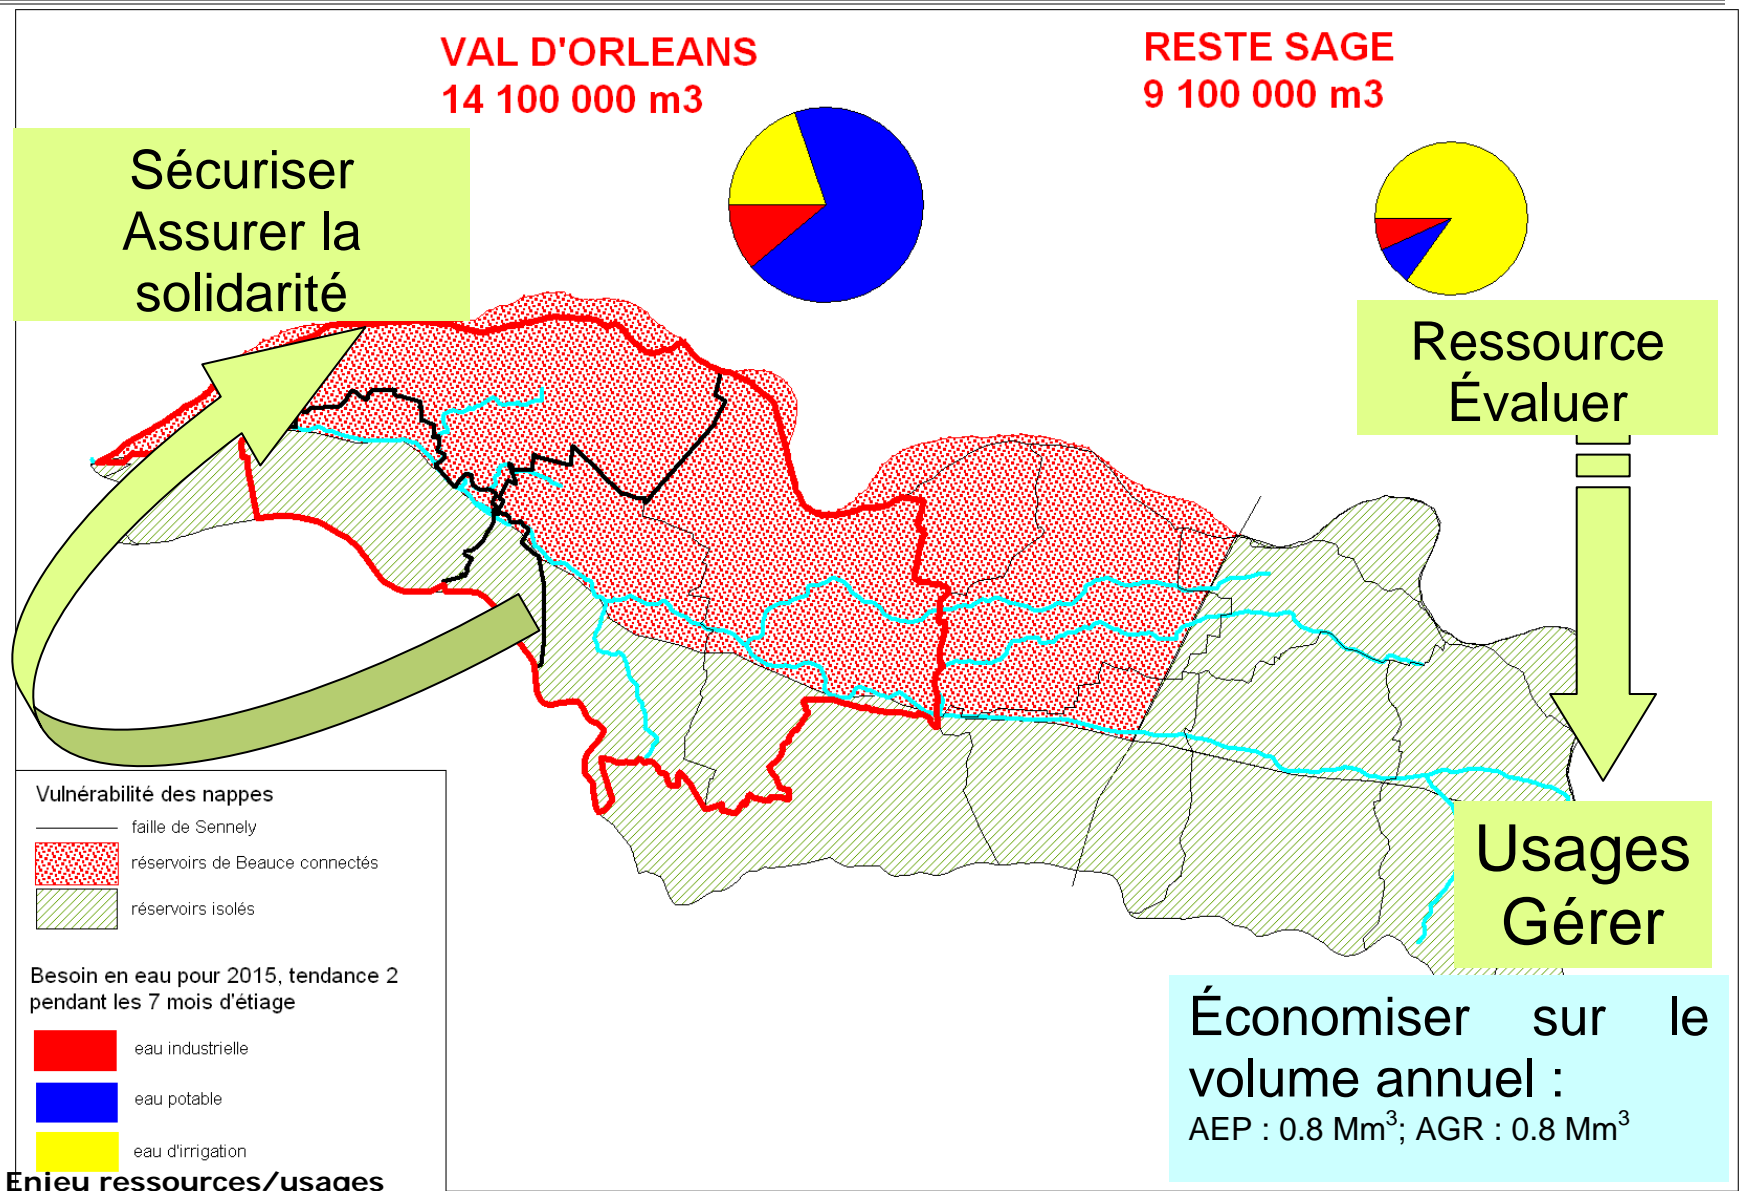 VAL D'ORLEANS
14 100 000 m3
RESTE SAGE
9 100 000 m3
Sécuriser
Assurer la
solidarité
Ressource
Évaluer
Usages
Gérer
Économiser sur le
volume annuel :
AEP : 0.8 Mm³; AGR : 0.8 Mm³
Vulnérabilité des nappes
faille de Sennely
réservoirs de Beauce connectés
réservoirs isolés
Besoin en eau pour 2015, tendance 2
pendant les 7 mois d'étiage
eau industrielle
eau potable
eau d'irrigation
Enjeu ressources/usages